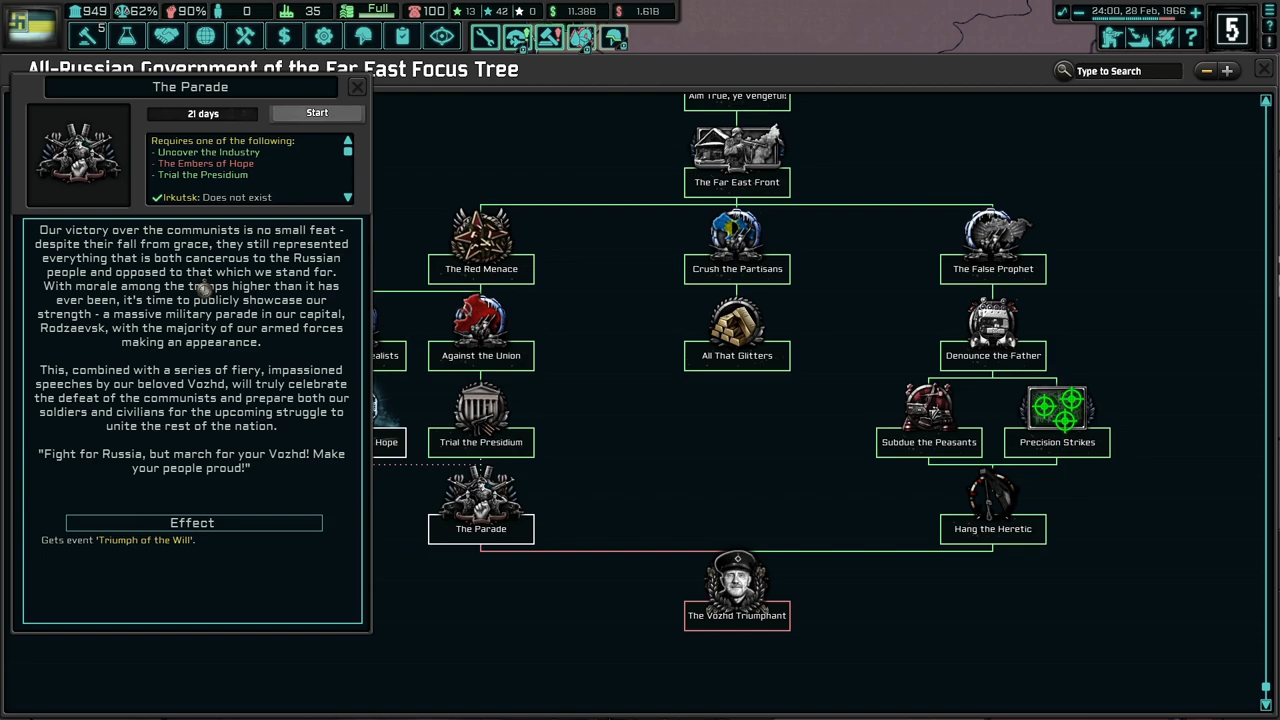 949 62% 90% 0 35 Full 100 13 42 0 $ 11.38B $ 1.61B
24:00, 28 Feb, 1966
5
5
All-Russian Government of the Far East Focus Tree
Type to Search
The Parade
21 days
Start
Requires one of the following:
- Uncover the Industry
- The Embers of Hope
- Trial the Presidium
Irkutsk: Does not exist
Our victory over the communists is no small feat -
despite their fall from grace, they still represented
everything that is both cancerous to the Russian
people and opposed to that which we stand for.
With morale among the troops higher than it has
ever been, it's time to publicly showcase our
strength - a massive military parade in our capital,
Rodzaevsk, with the majority of our armed forces
making an appearance.
This, combined with a series of fiery, impassioned
speeches by our beloved Vozhd, will truly celebrate
the defeat of the communists and prepare both our
soldiers and civilians for the upcoming struggle to
unite the rest of the nation.
"Fight for Russia, but march for your Vozhd! Make
your people proud!"
Effect
Gets event 'Triumph of the Will'.
Aim True, ye Vengeful!
The Far East Front
The Red Menace
Crush the Partisans
The False Prophet
ealists
Against the Union
All That Glitters
Denounce the Father
Hope
Trial the Presidium
Subdue the Peasants
Precision Strikes
The Parade
Hang the Heretic
The Vozhd Triumphant